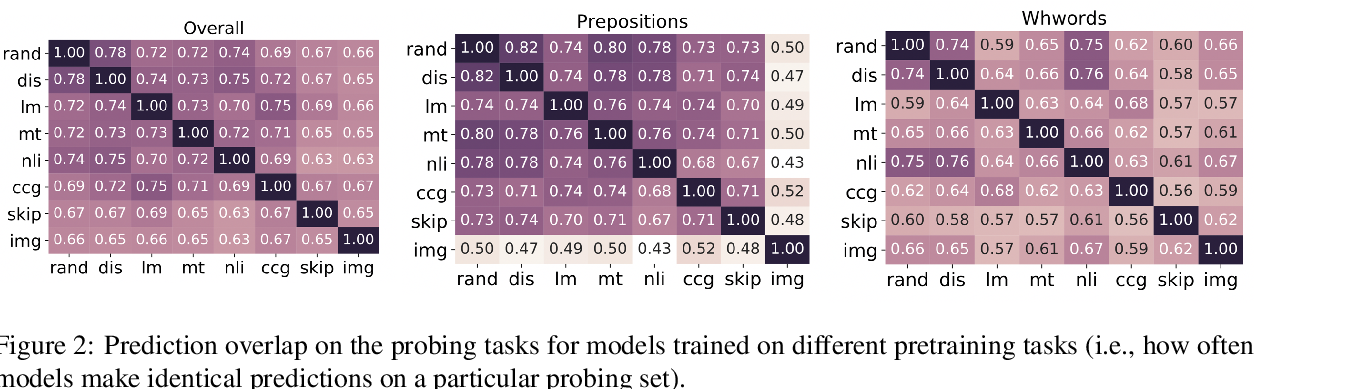 Overall
rand 1.00 0.78 0.72 0.72 0.74 0.69 0.67 0.66
dis 0.78 1.00 0.74 0.73 0.75 0.72 0.67 0.65
lm 0.72 0.74 1.00 0.73 0.70 0.75 0.69 0.66
mt 0.72 0.73 0.73 1.00 0.72 0.71 0.65 0.65
nli 0.74 0.75 0.70 0.72 1.00 0.69 0.63 0.63
ccg 0.69 0.72 0.75 0.71 0.69 1.00 0.67 0.67
skip 0.67 0.67 0.69 0.65 0.63 0.67 1.00 0.65
img 0.66 0.65 0.66 0.65 0.63 0.67 0.65 1.00
rand dis lm mt nli ccg skip img
Prepositions
rand 1.00 0.82 0.74 0.80 0.78 0.73 0.73 0.50
dis 0.82 1.00 0.74 0.78 0.78 0.71 0.74 0.47
lm 0.74 0.74 1.00 0.76 0.74 0.74 0.70 0.49
mt 0.80 0.78 0.76 1.00 0.76 0.74 0.71 0.50
nli 0.78 0.78 0.74 0.76 1.00 0.68 0.67 0.43
ccg 0.73 0.71 0.74 0.74 0.68 1.00 0.71 0.52
skip 0.73 0.74 0.70 0.71 0.67 0.71 1.00 0.48
img 0.50 0.47 0.49 0.50 0.43 0.52 0.48 1.00
rand dis lm mt nli ccg skip img
Whwords
rand 1.00 0.74 0.59 0.65 0.75 0.62 0.60 0.66
dis 0.74 1.00 0.64 0.66 0.76 0.64 0.58 0.65
lm 0.59 0.64 1.00 0.63 0.64 0.68 0.57 0.57
mt 0.65 0.66 0.63 1.00 0.66 0.62 0.57 0.61
nli 0.75 0.76 0.64 0.66 1.00 0.63 0.61 0.67
ccg 0.62 0.64 0.68 0.62 0.63 1.00 0.56 0.59
skip 0.60 0.58 0.57 0.57 0.61 0.56 1.00 0.62
img 0.66 0.65 0.57 0.61 0.67 0.59 0.62 1.00
rand dis lm mt nli ccg skip img
Figure 2: Prediction overlap on the probing tasks for models trained on different pretraining tasks (i.e., how often
models make identical predictions on a particular probing set).